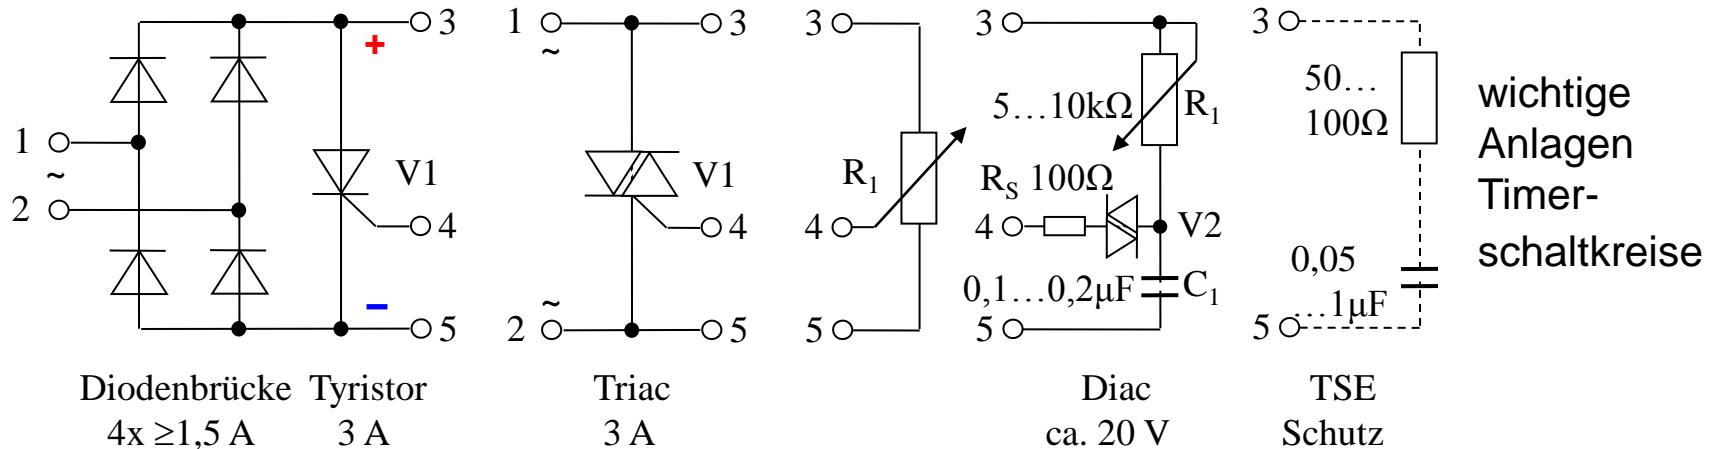 3
+
1
~
2
V1
4
−
5
Diodenbrücke
4x ≥1,5 A
Tyristor
3 A
1
~
3
V1
4
~
2
5
Triac
3 A
3
R1
4
5
3
5…10kΩ
R1
RS 100Ω
4
V2
0,1…0,2μF
C1
5
Diac
ca. 20 V
3
50…
100Ω
0,05
…1μF
5
TSE
Schutz
wichtige
Anlagen
Timer-
schaltkreise